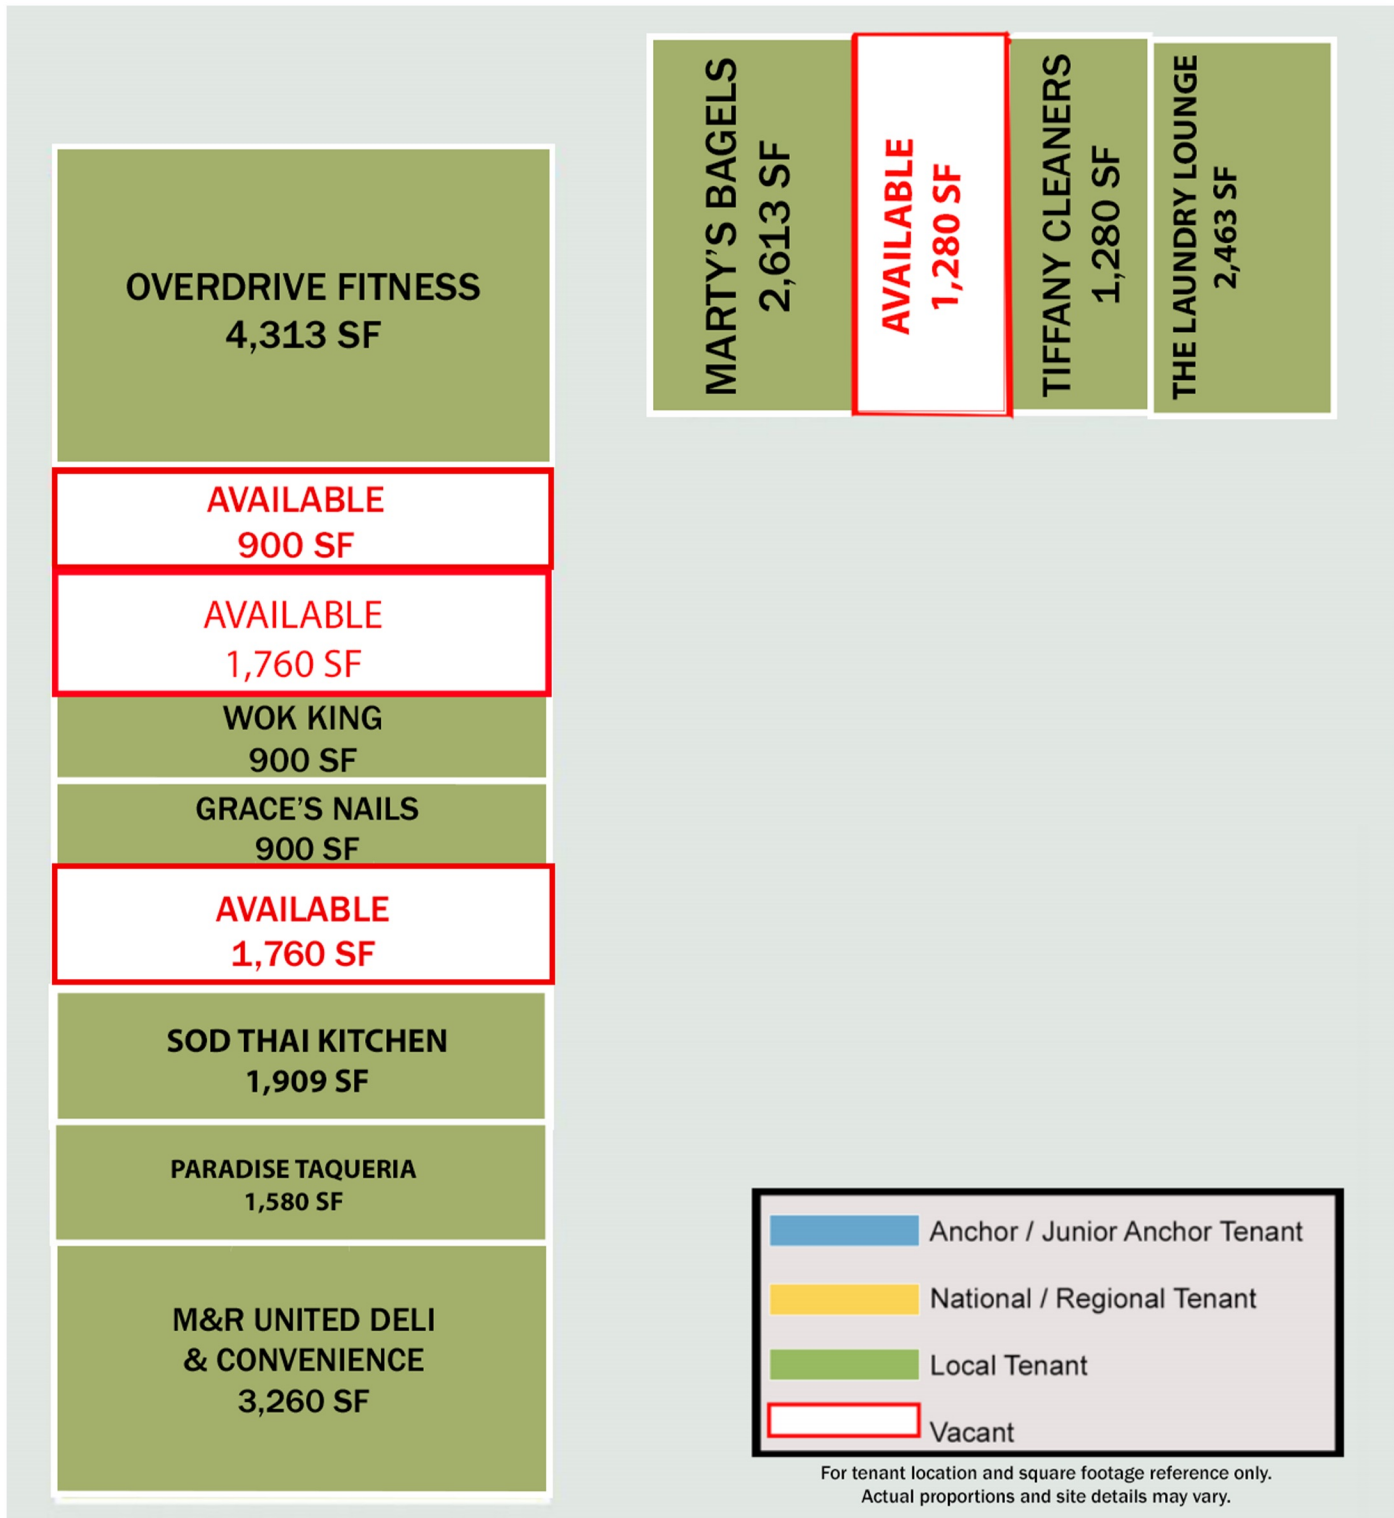 MARTY'S BAGELS
2,613 SF
AVAILABLE
1,280 SF
TIFFANY CLEANERS
1,280 SF
THE LAUNDRY LOUNGE
2,463 SF
OVERDRIVE FITNESS
4,313 SF
AVAILABLE
900 SF
AVAILABLE
1,760 SF
WOK KING
900 SF
GRACE'S NAILS
900 SF
AVAILABLE
1,760 SF
SOD THAI KITCHEN
1,909 SF
PARADISE TAQUERIA
1,580 SF
M&R UNITED DELI
& CONVENIENCE
3,260 SF
Anchor / Junior Anchor Tenant
National / Regional Tenant
Local Tenant
Vacant
For tenant location and square footage reference only.
Actual proportions and site details may vary.